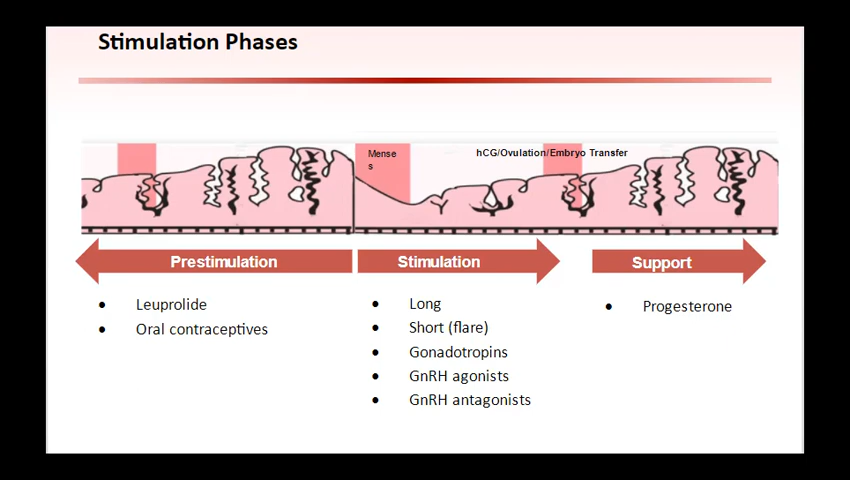 Stimulation Phases
Mense
s
hCG/Ovulation/Embryo Transfer
Prestimulation
Stimulation
Support
Leuprolide
Oral contraceptives
Long
Short (flare)
Gonadotropins
GnRH agonists
GnRH antagonists
Progesterone